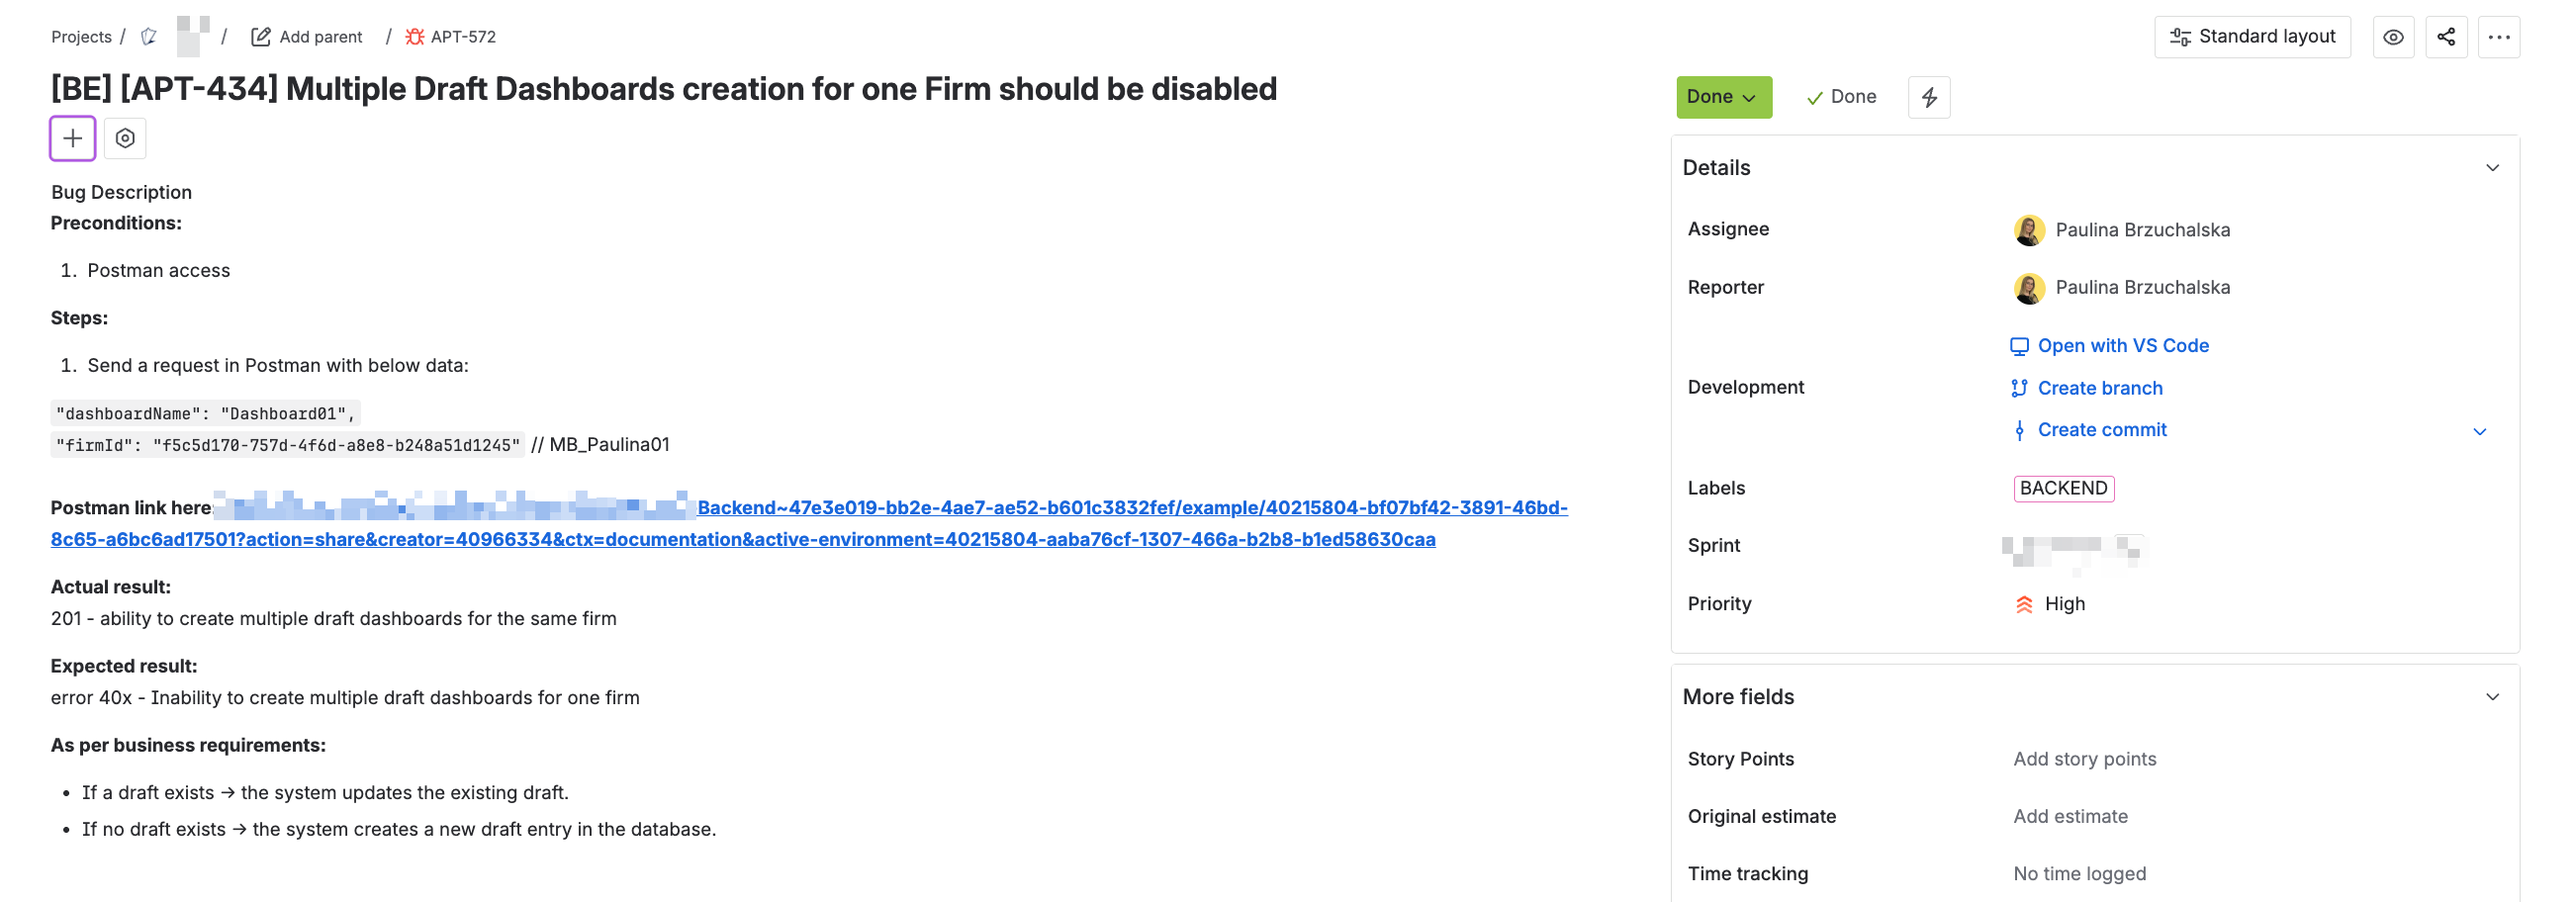 Projects / / Add parent / APT-572
Standard layout
[BE] [APT-434] Multiple Draft Dashboards creation for one Firm should be disabled
Done
Done
Bug Description
Preconditions:
1. Postman access
Steps:
1. Send a request in Postman with below data:
"dashboardName": "Dashboard01",
"firmId": "f5c5d170-757d-4f6d-a8e8-b248a51d1245" // MB_Paulina01
Postman link here: Backend~47e3e019-bb2e-4ae7-ae52-b601c3832fef/example/40215804-bf07bf42-3891-46bd-
8c65-a6bc6ad17501?action=share&creator=40966334&ctx=documentation&active-environment=40215804-aaba76cf-1307-466a-b2b8-b1ed58630caa
Actual result:
201 - ability to create multiple draft dashboards for the same firm
Expected result:
error 40x - Inability to create multiple draft dashboards for one firm
As per business requirements:
• If a draft exists → the system updates the existing draft.
• If no draft exists → the system creates a new draft entry in the database.
Details
Assignee
Paulina Brzuchalska
Reporter
Paulina Brzuchalska
Development
Open with VS Code
Create branch
Create commit
Labels
BACKEND
Sprint
Priority
High
More fields
Story Points
Add story points
Original estimate
Add estimate
Time tracking
No time logged